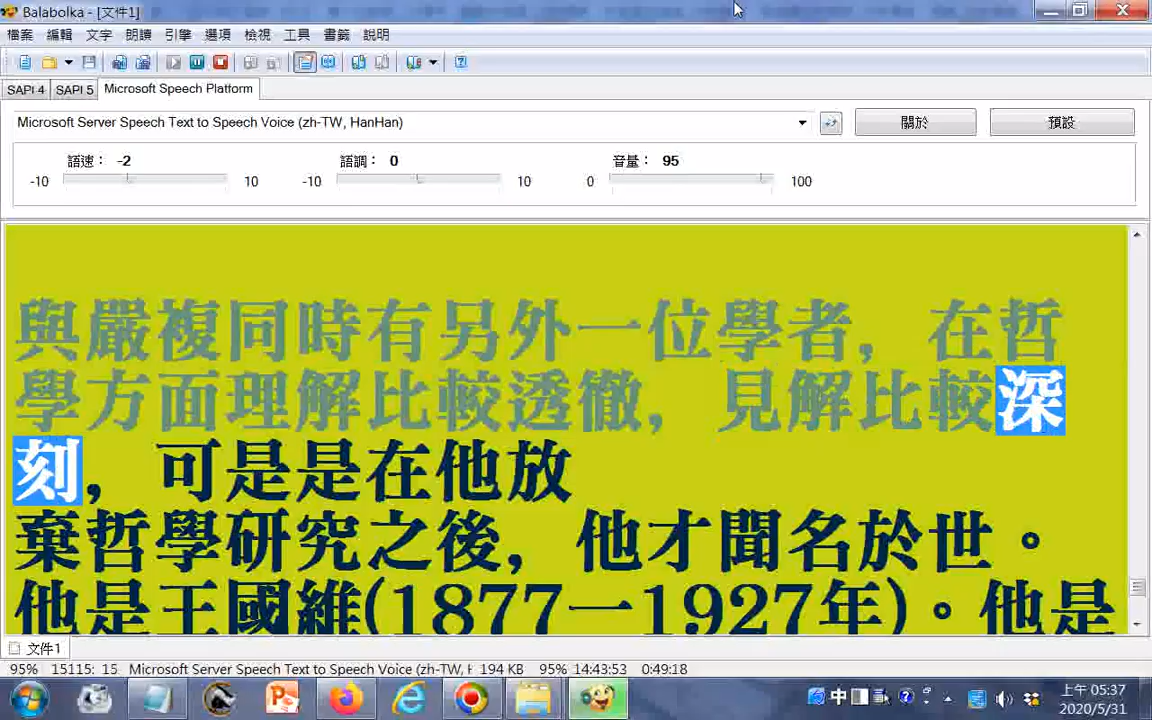 Balabolka - [文件1]
檔案 編輯 文字 朗讀 引擎 選項 檢視 工具 書籤 說明
SAPI 4 SAPI 5 Microsoft Speech Platform
Microsoft Server Speech Text to Speech Voice (zh-TW, HanHan) 關於 預設
語速： -2 語調： 0 音量： 95
-10 10 -10 10 0 100
與嚴複同時有另外一位學者，在哲
學方面理解比較透徹，見解比較深
刻，可是是在他放
棄哲學研究之後，他才聞名於世。
他是王國維(1877一1927年)。他是
文件1
95% 15115: 15 Microsoft Server Speech Text to Speech Voice (zh-TW, H 194 KB 95% 14:43:53 0:49:18
中 上午 05:37
2020/5/31